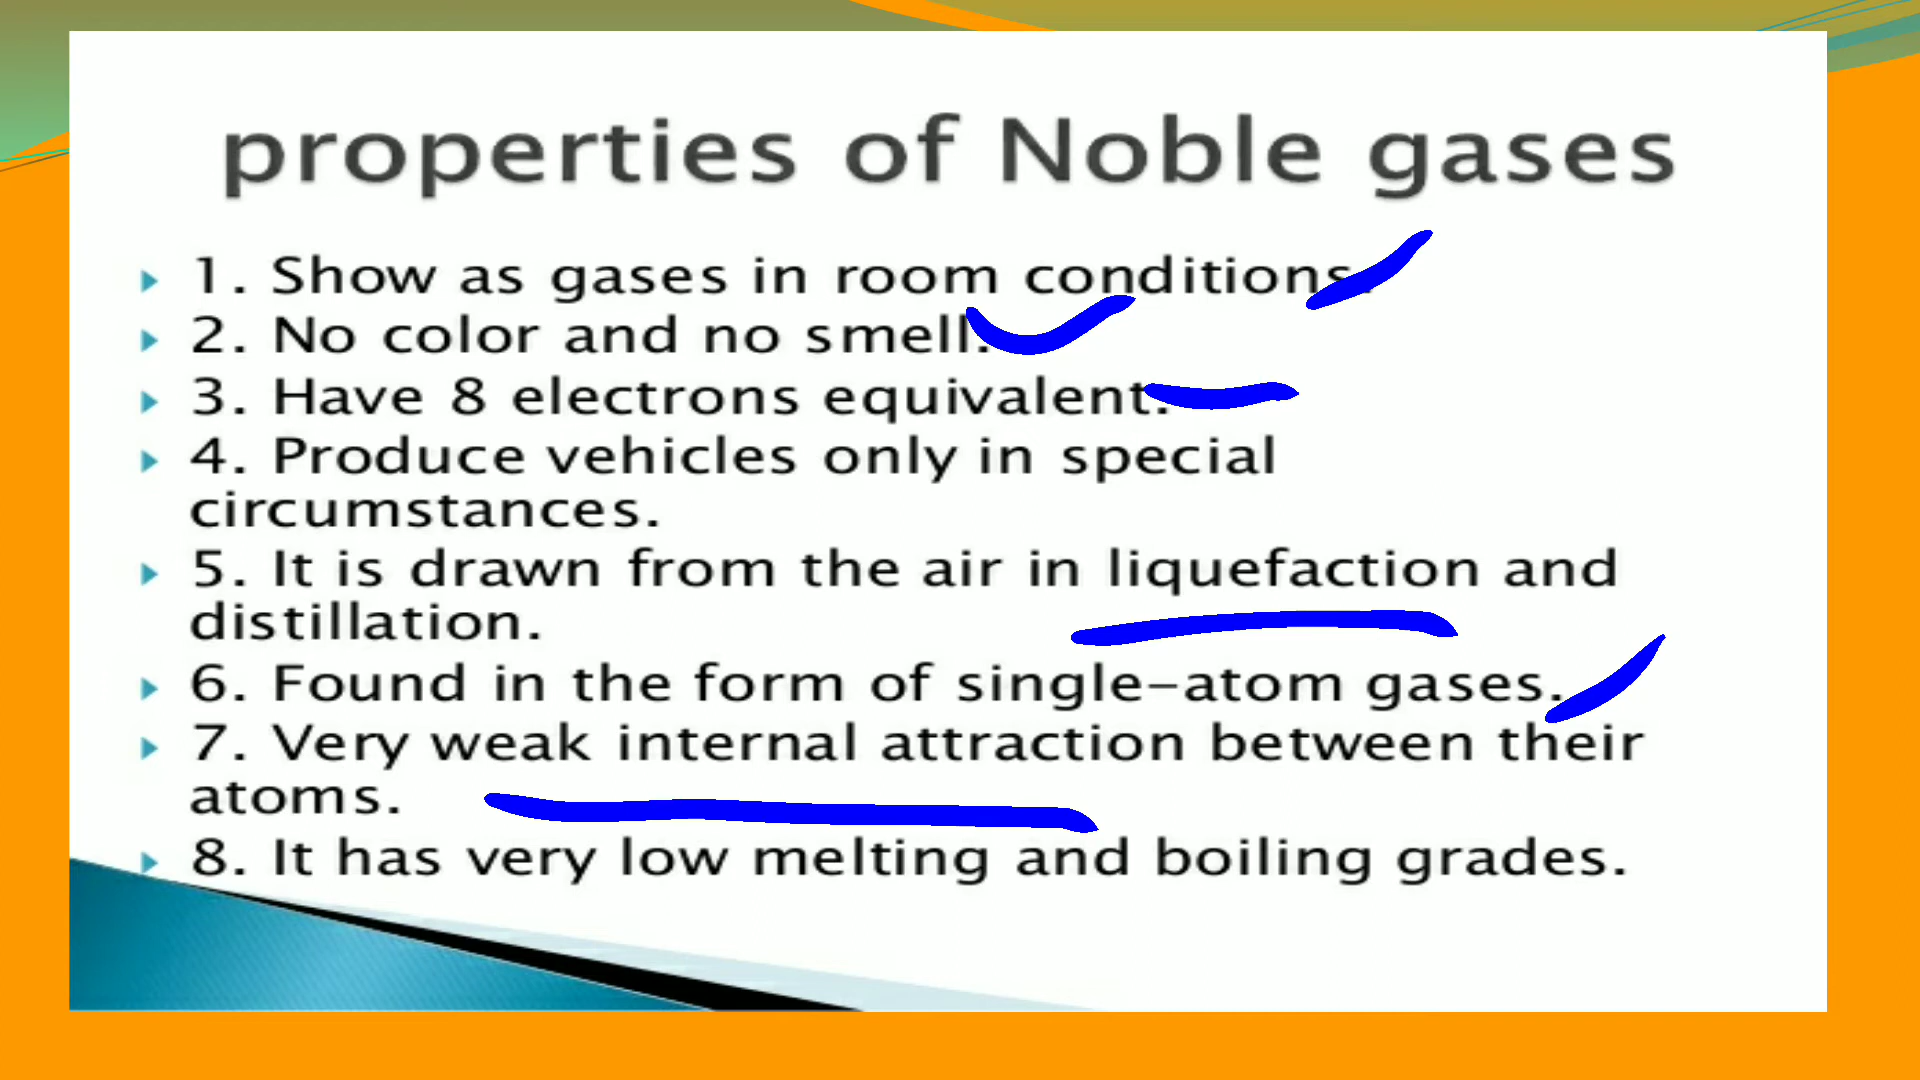 properties of Noble gases
1. Show as gases in room conditions.
2. No color and no smell.
3. Have 8 electrons equivalent.
4. Produce vehicles only in special
circumstances.
5. It is drawn from the air in liquefaction and
distillation.
6. Found in the form of single-atom gases.
7. Very weak internal attraction between their
atoms.
8. It has very low melting and boiling grades.